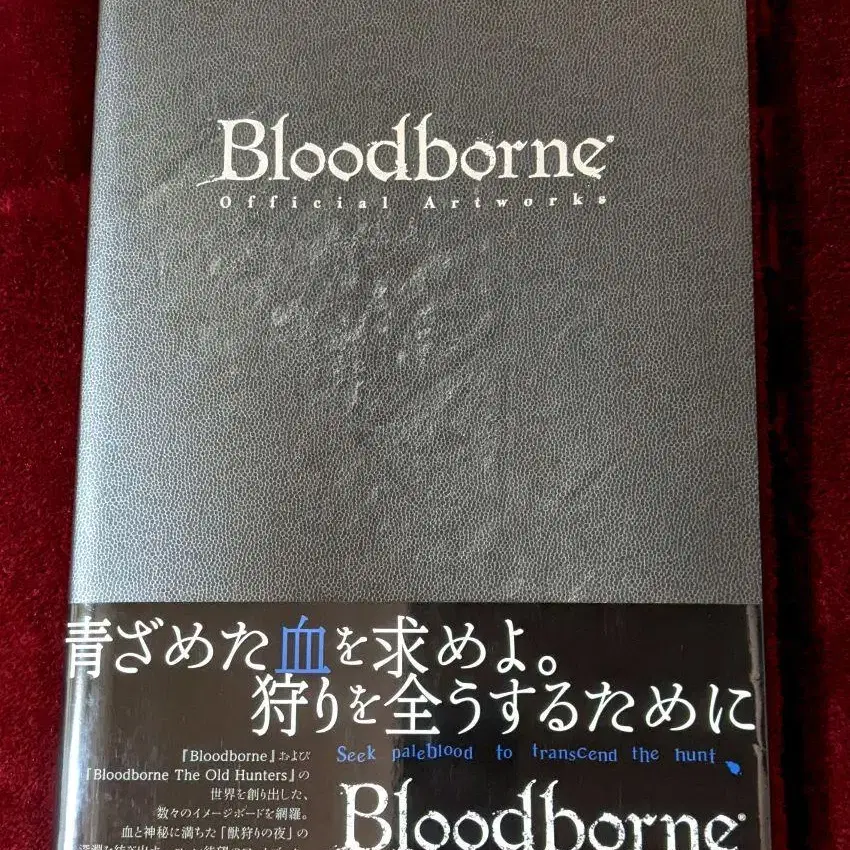 Bloodborne
Official Artworks
青ざめた血を求めよ。
狩りを全うするために
Seek paleblood to transcend the hunt
『Bloodborne』および
『Bloodborne The Old Hunters』の
世界を創り出した、
数々のイメージボードを網羅。
血と神秘に満ちた「獣狩りの夜」の
Bloodborne